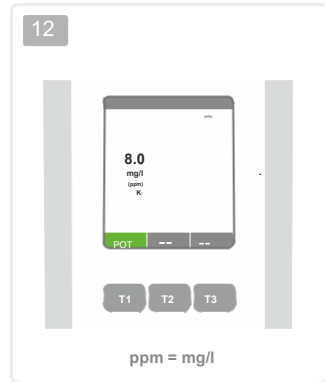 12
8.0
mg/l
(ppm)
K-
POT -- --
T1 T2 T3
ppm = mg/l